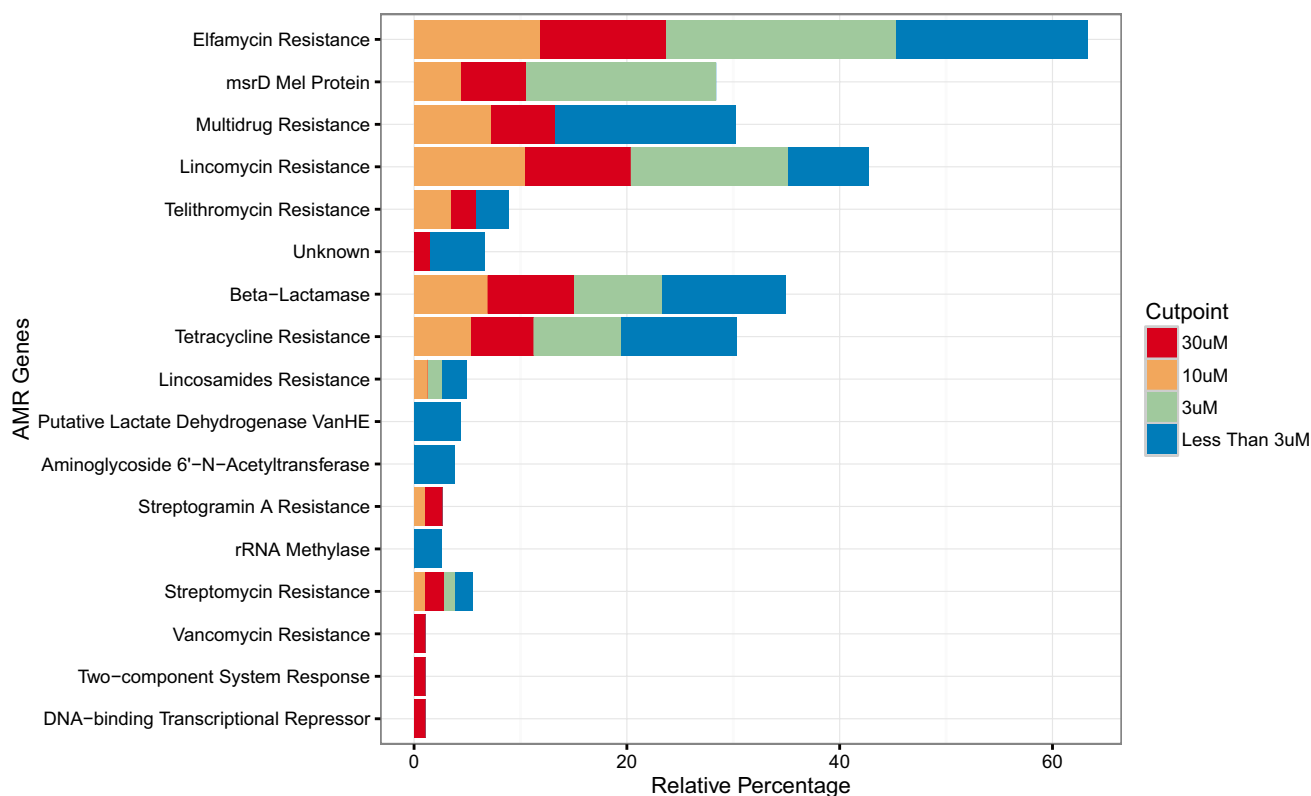 Elfamycin Resistance
msrD Mel Protein
Multidrug Resistance
Lincomycin Resistance
Telithromycin Resistance
Unknown
Beta−Lactamase
Tetracycline Resistance
Lincosamides Resistance
Putative Lactate Dehydrogenase VanHE
Aminoglycoside 6'−N−Acetyltransferase
Streptogramin A Resistance
rRNA Methylase
Streptomycin Resistance
Vancomycin Resistance
Two−component System Response
DNA−binding Transcriptional Repressor
AMR Genes
0 20 40 60
Relative Percentage
Cutpoint
30uM
10uM
3uM
Less Than 3uM